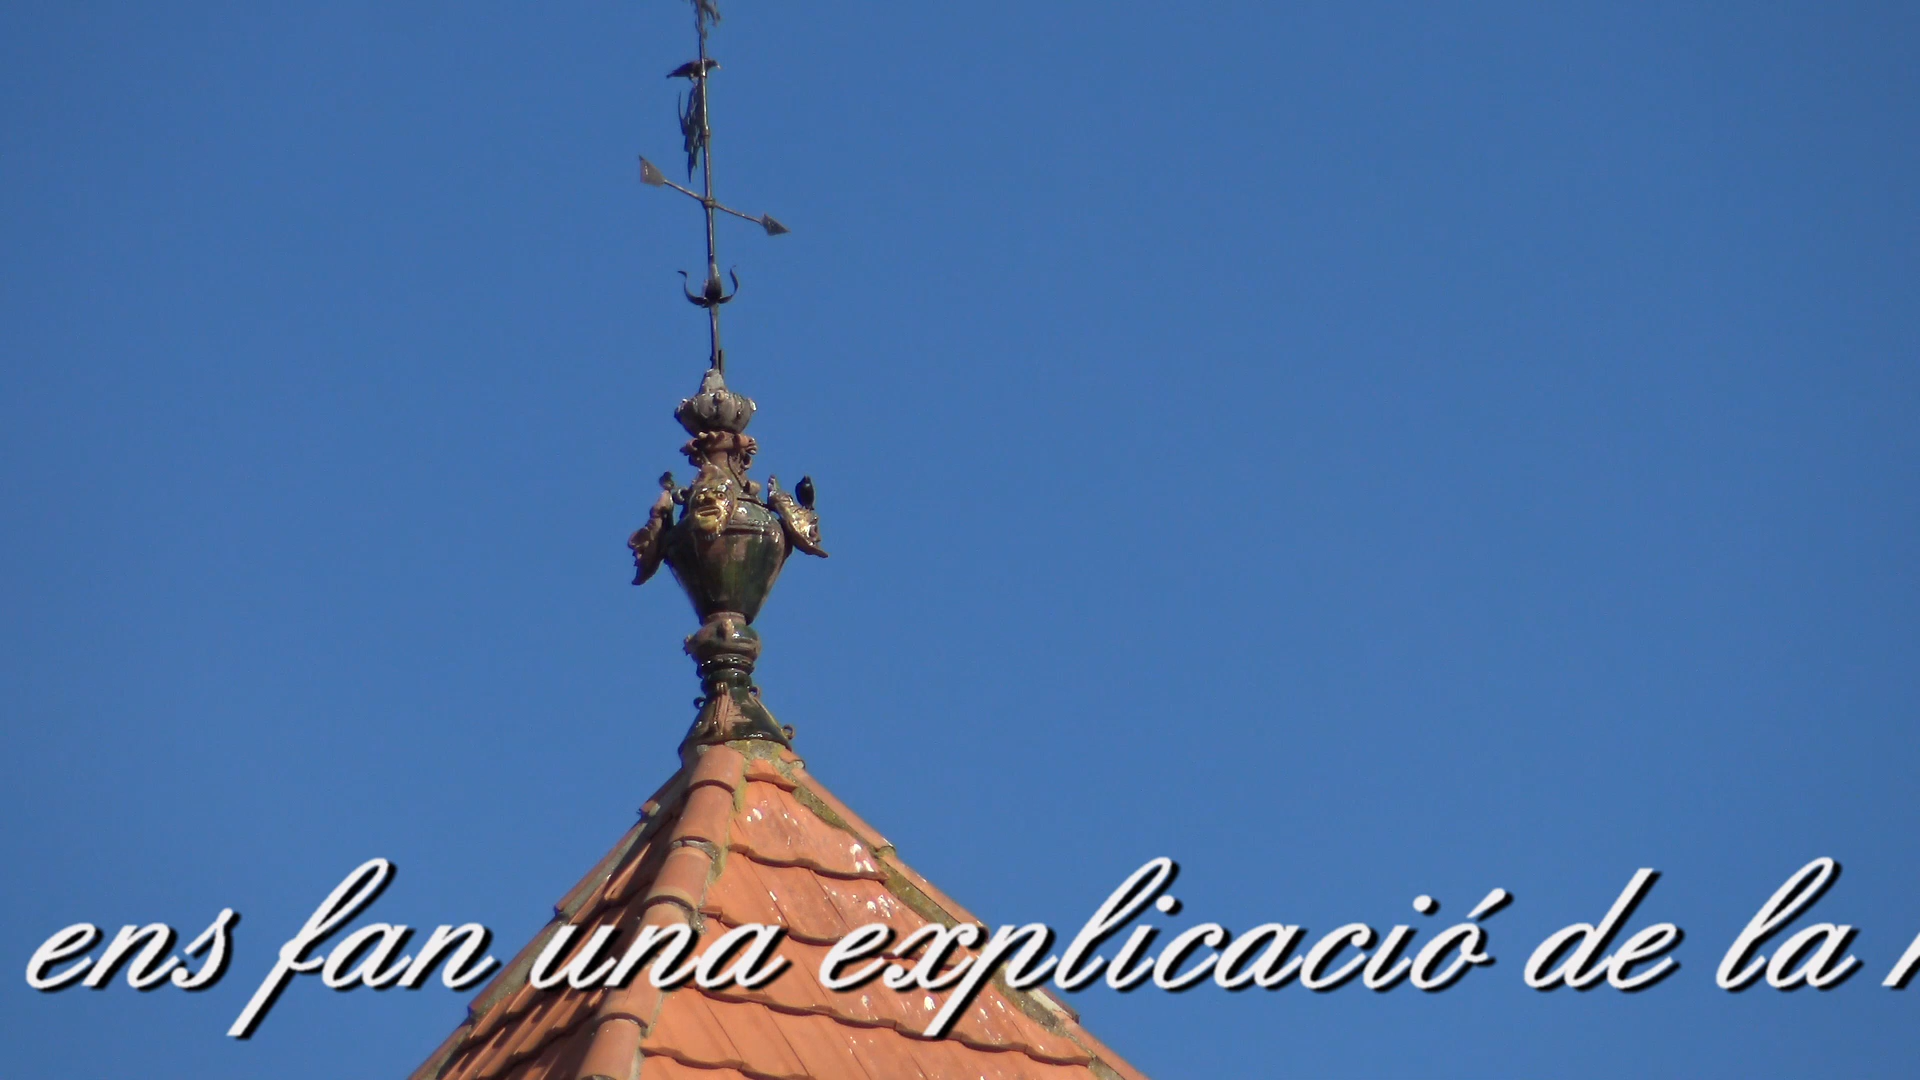 ens fan una explicació de la